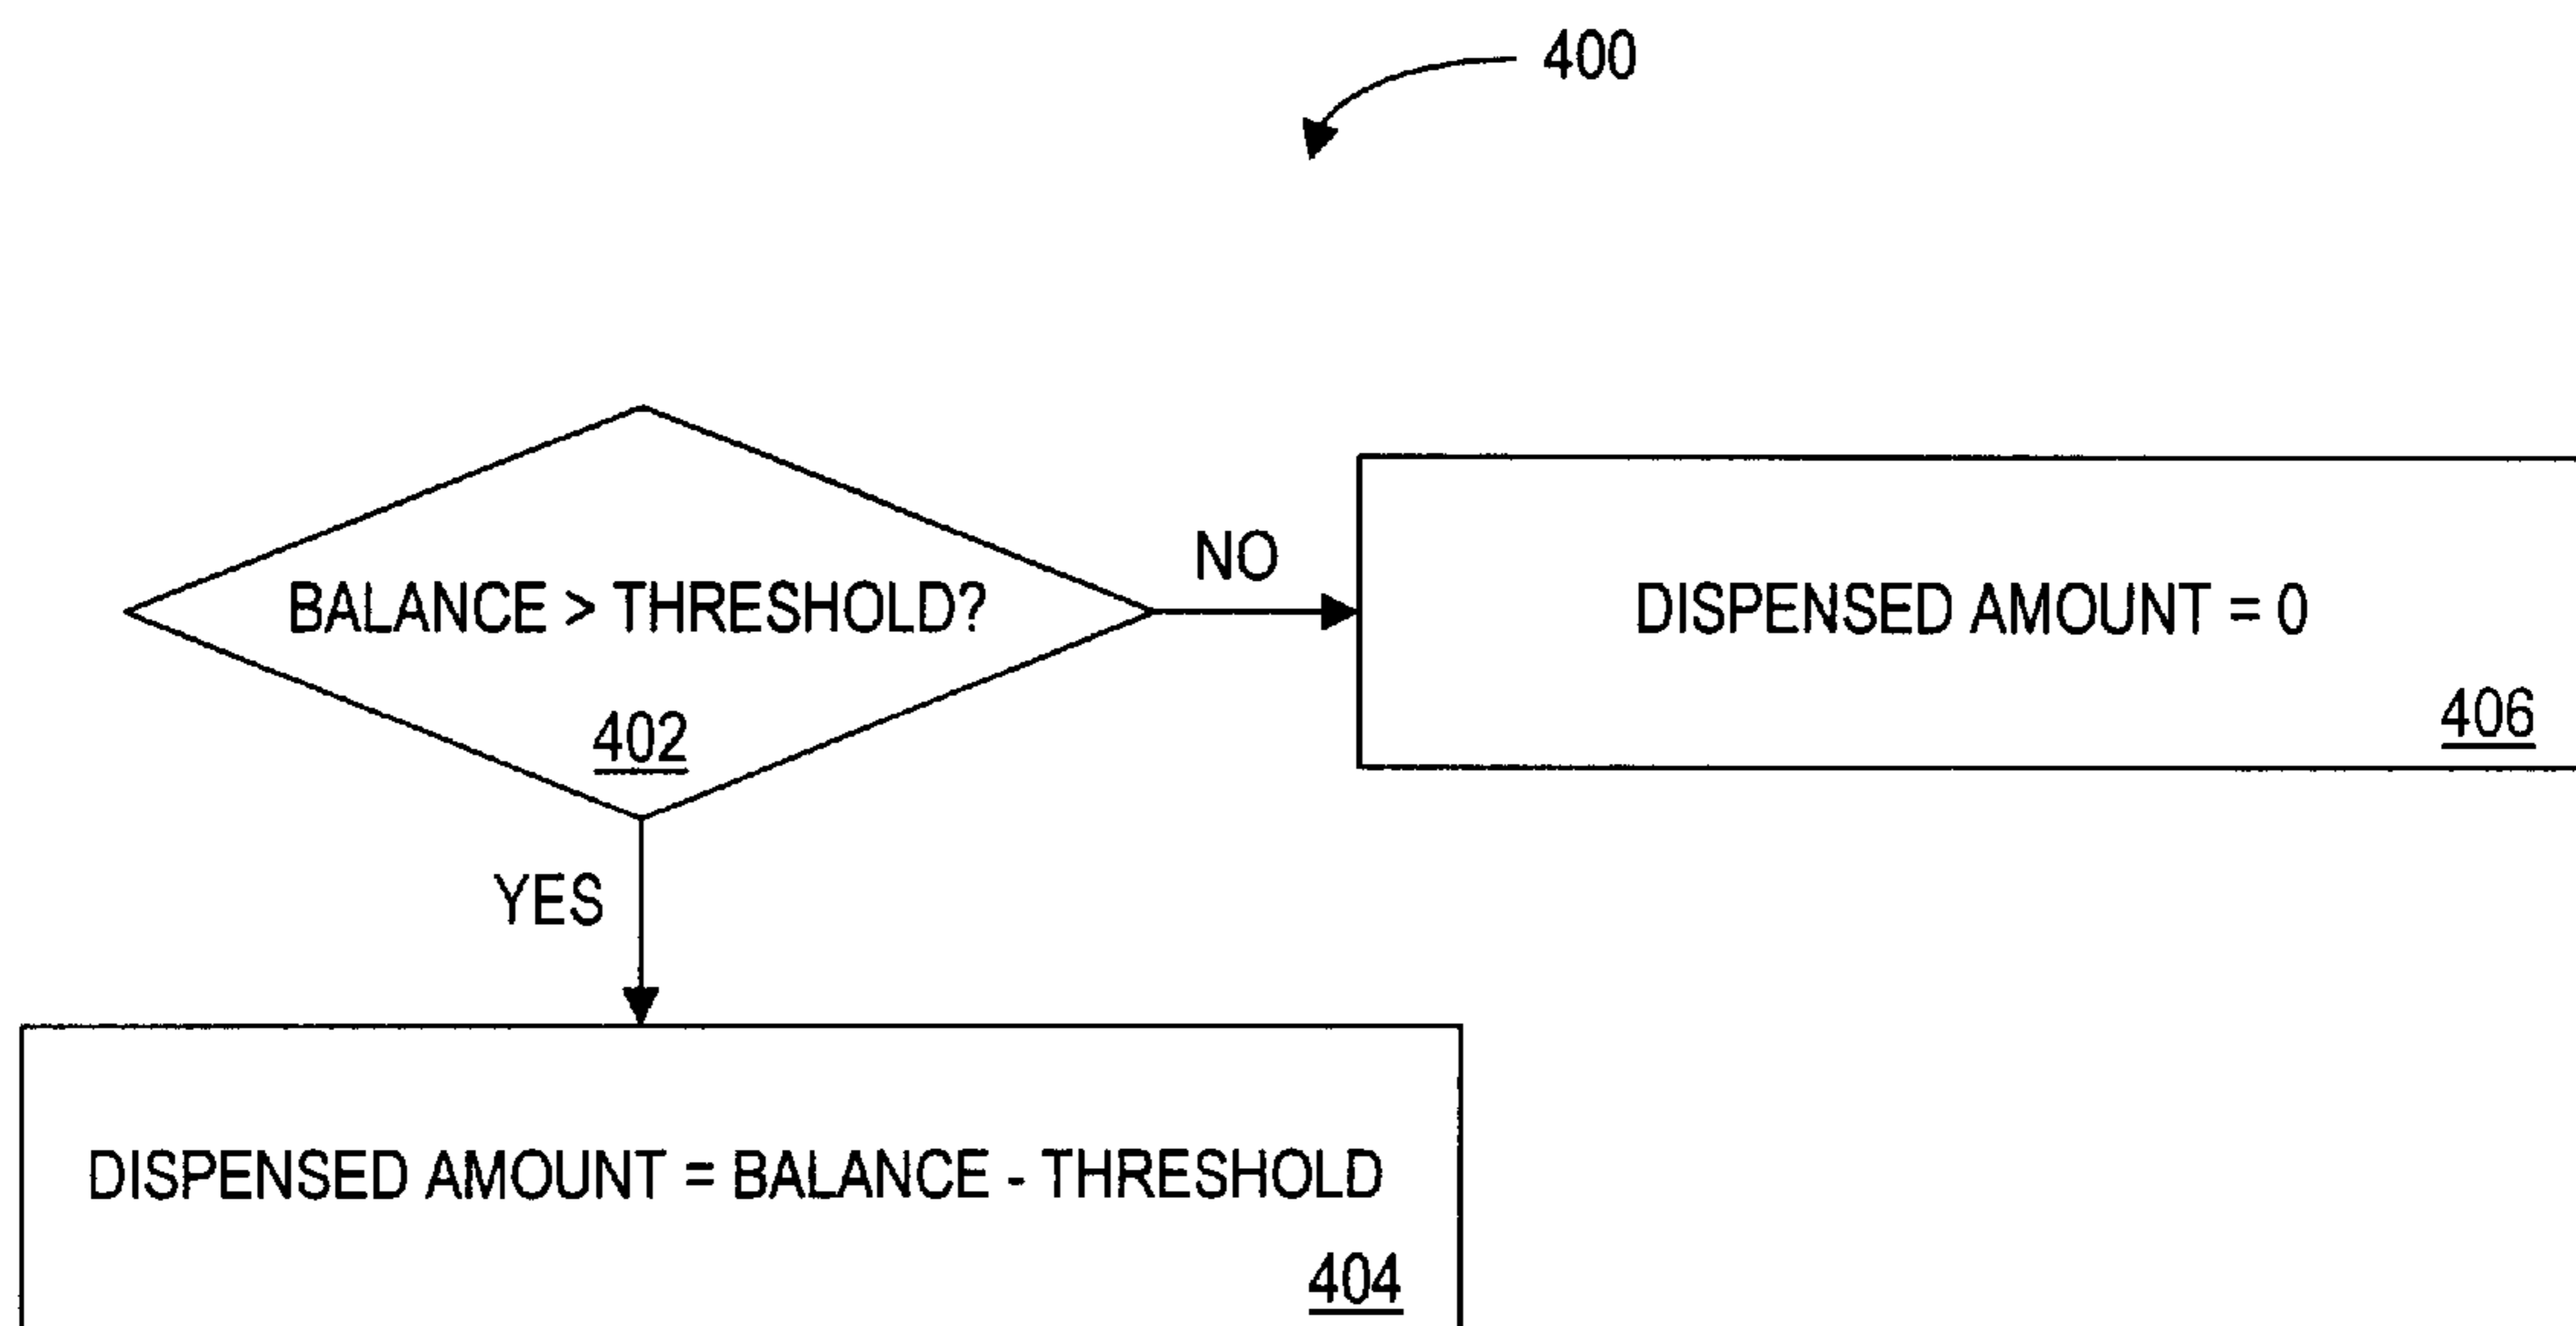 400
BALANCE > THRESHOLD?
402
NO
DISPENSED AMOUNT = 0
406
YES
DISPENSED AMOUNT = BALANCE - THRESHOLD
404